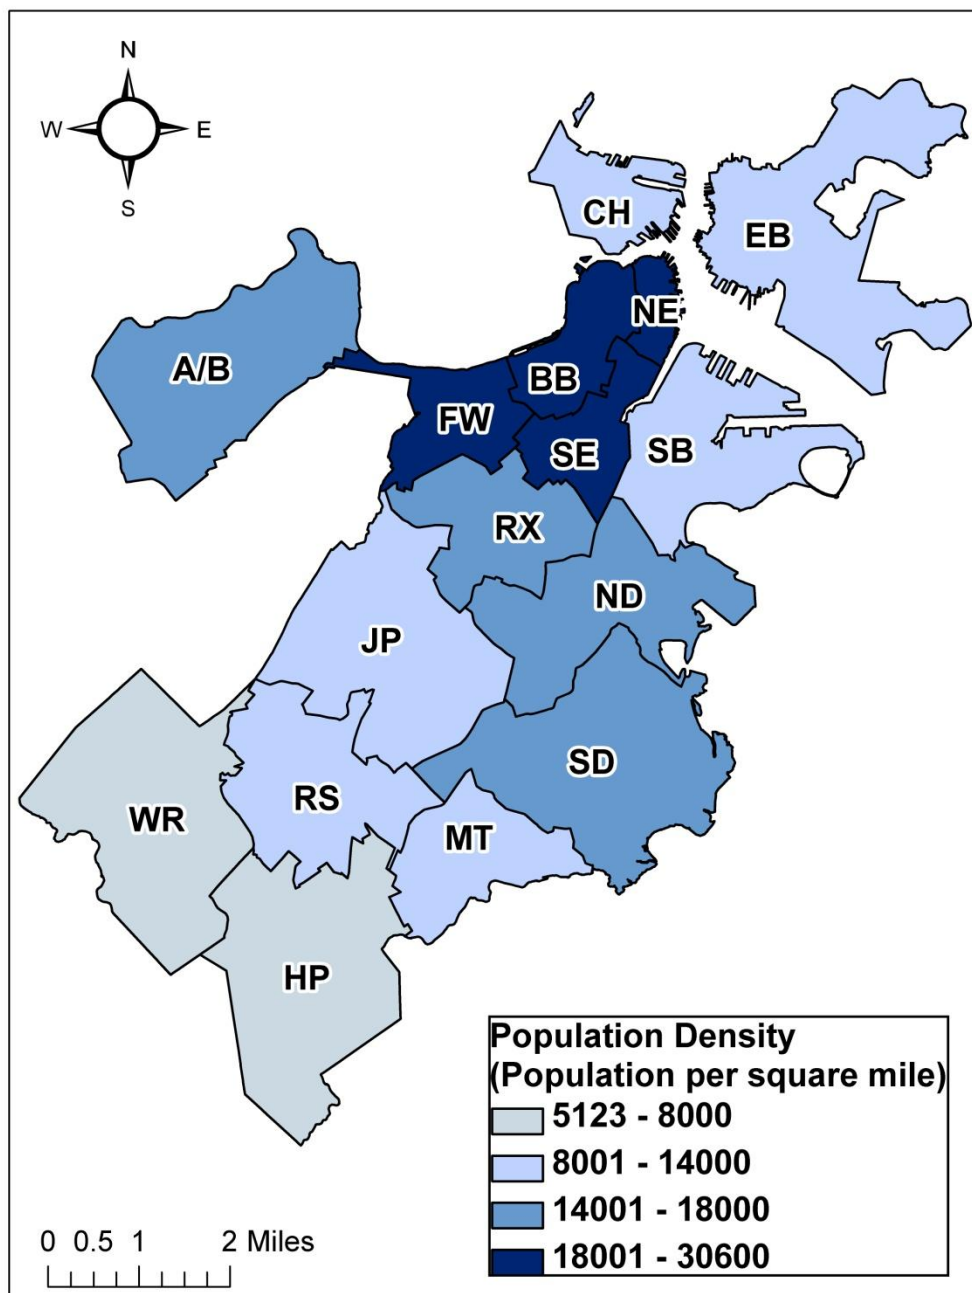 N
W E
S
CH
EB
NE
A/B
BB
FW
SE
SB
RX
ND
JP
SD
RS
WR
MT
HP
Population Density
(Population per square mile)
5123 - 8000
8001 - 14000
14001 - 18000
18001 - 30600
0 0.5 1 2 Miles